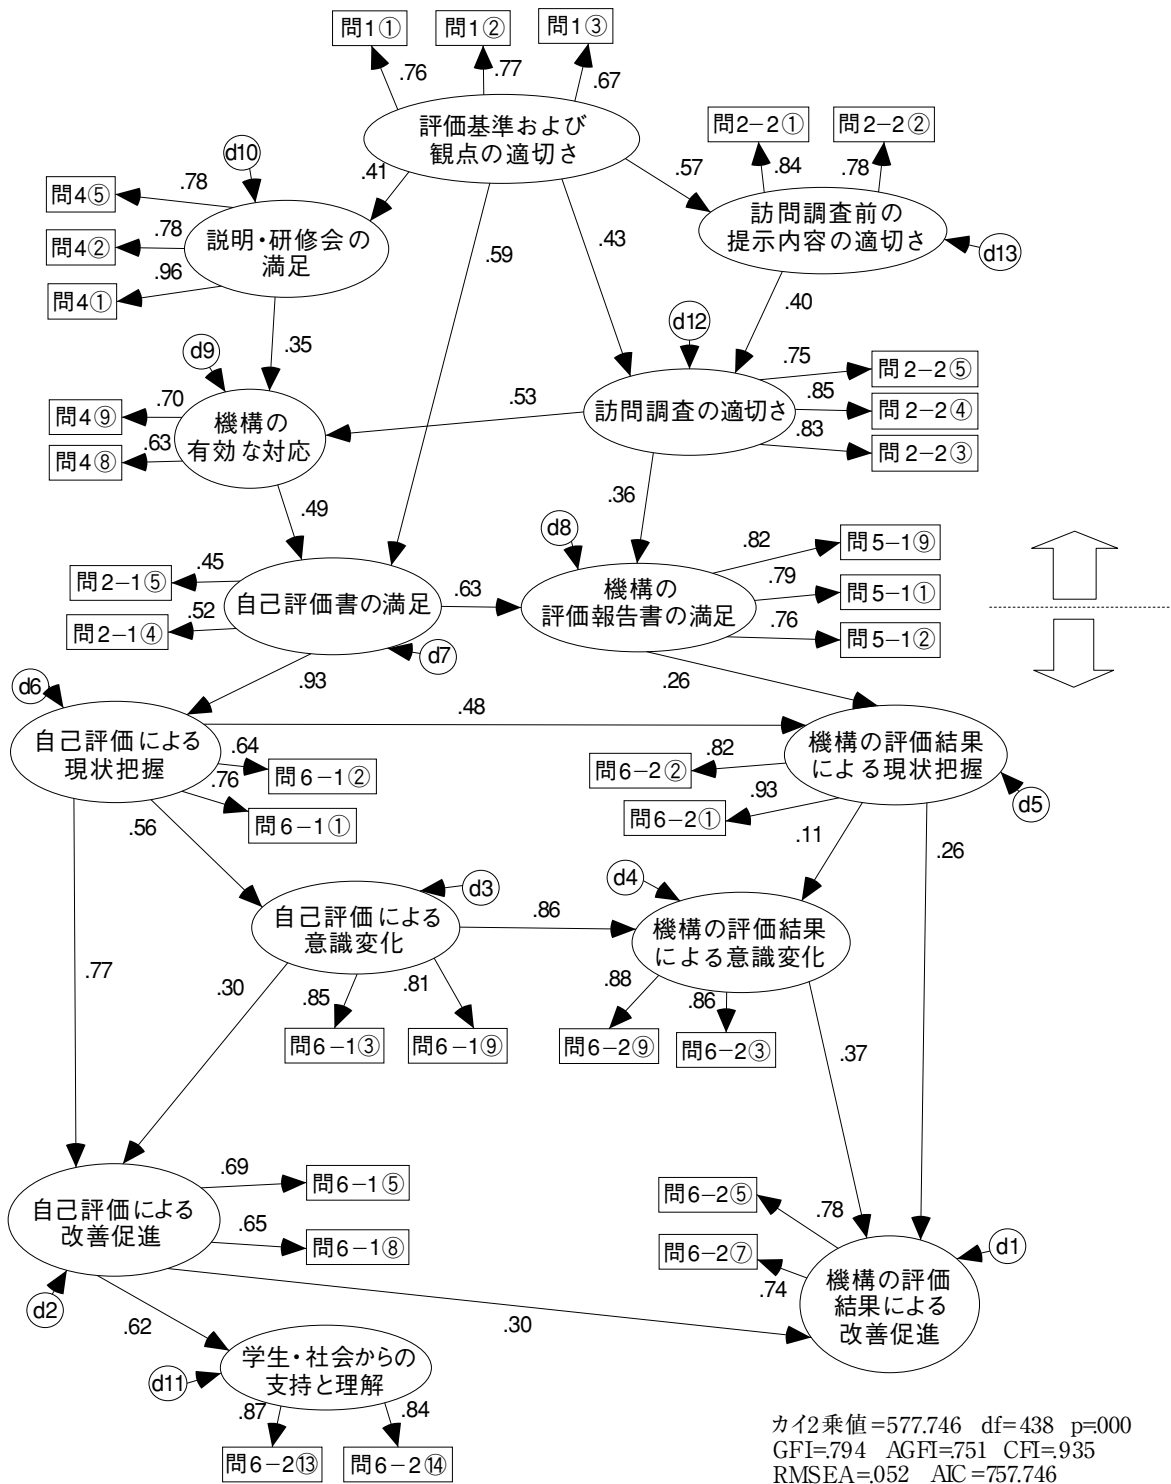 問1①
問1②
問1③
.76
.77
.67
評価基準および
観点の適切さ
問2-2①
問2-2②
.84
.78
d10
.41
.57
問4⑤
.78
問4②
.78
問4①
.96
説明・研修会の
満足
訪問調査前の
提示内容の適切さ
d13
.59
.43
.40
.35
d9
d12
.70
問4⑨
.63
問4⑧
機構の
有効な対応
.53
訪問調査の適切さ
.75
問2-2⑤
.85
問2-2④
.83
問2-2③
.49
.36
d8
.45
問2-1⑤
.52
問2-1④
自己評価書の満足
.63
機構の
評価報告書の満足
.82
問5-1⑨
.79
問5-1①
.76
問5-1②
d7
d6
.93
.26
自己評価による
現状把握
.48
.64
問6-1②
.76
問6-1①
機構の評価結果
による現状把握
.82
問6-2②
.93
問6-2①
d5
.56
.11
.26
d3
d4
自己評価による
意識変化
.86
機構の評価結果
による意識変化
.77
.30
.85
.81
問6-1③
問6-1⑨
.88
.86
問6-2⑨
問6-2③
.37
自己評価による
改善促進
.69
問6-1⑤
.65
問6-1⑧
問6-2⑤
.78
問6-2⑦
.74
d1
機構の評価
結果による
改善促進
d2
.62
.30
d11
学生・社会からの
支持と理解
.87
.84
問6-2⑬
問6-2⑭
カイ2乗値=577.746 df=438 p=.000
GFI=.794 AGFI=.751 CFI=.935
RMSEA=.052 AIC=757.746